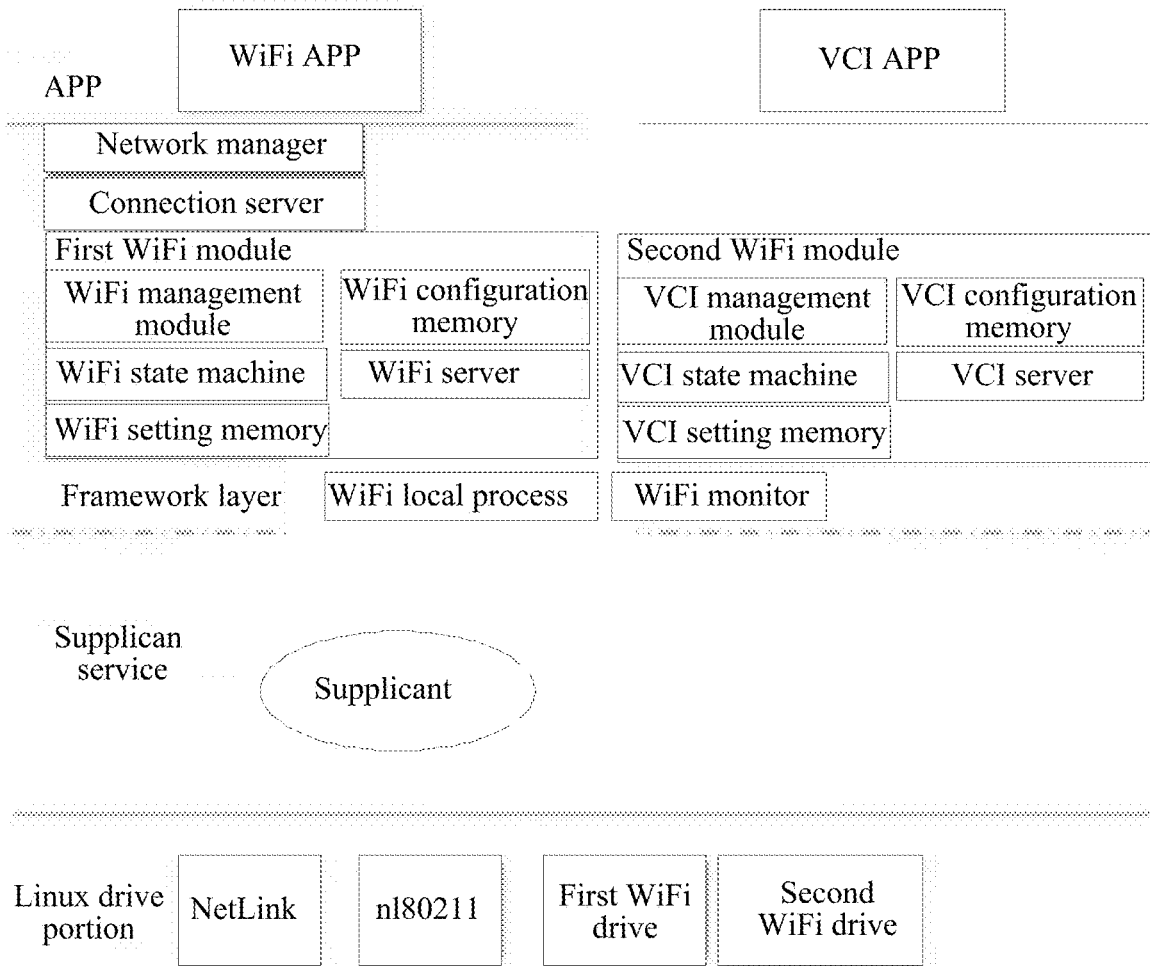 WiFi APP
VCI APP
APP
Network manager
Connection server
First WiFi module
Second WiFi module
WiFi management
module
WiFi configuration
memory
VCI management
module
VCI configuration
memory
WiFi state machine
WiFi server
VCI state machine
VCI server
WiFi setting memory
VCI setting memory
Framework layer
WiFi local process
WiFi monitor
Supplican
service
Supplicant
Linux drive
portion
NetLink
nl80211
First WiFi
drive
Second
WiFi drive